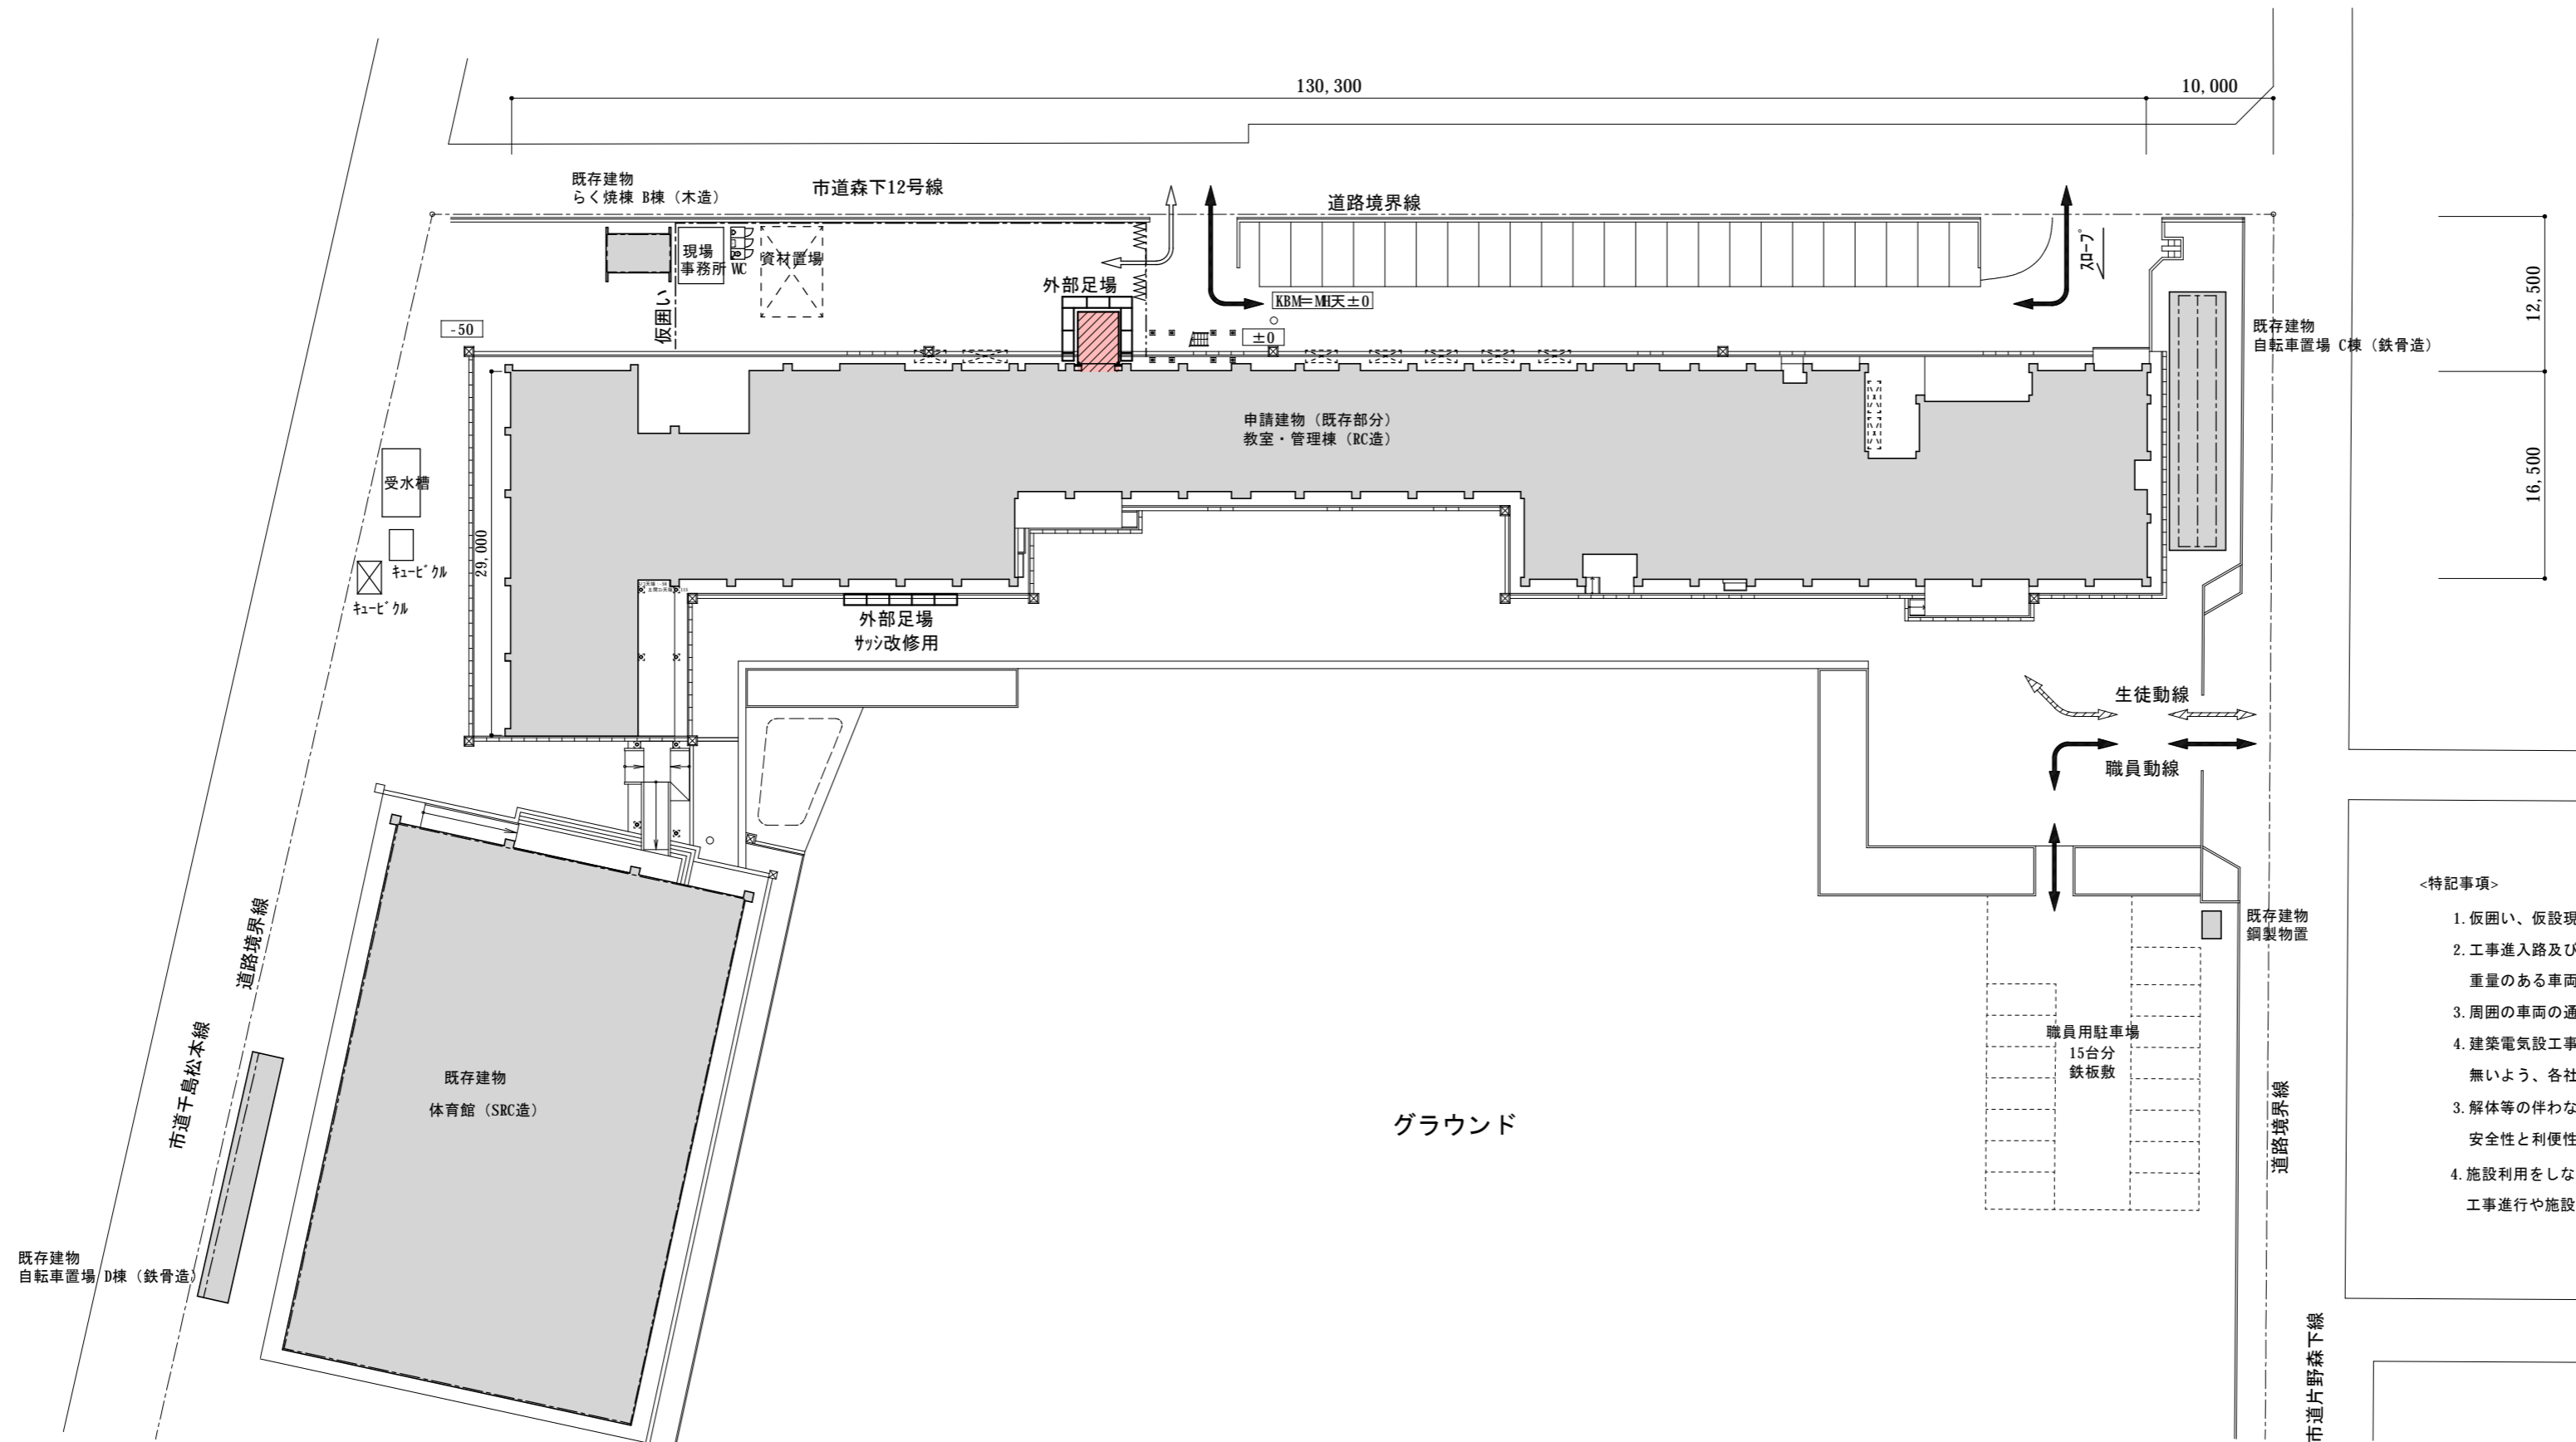 130,300
10,000
既存建物
らく焼棟 B棟（木造）
市道森下12号線
道路境界線
現場
事務所
WC
資材置場
外部足場
仮囲い
KBM=MH天±0
±0
-50
ｽﾛｰﾌﾟ
12,500
16,500
既存建物
自転車置場 C棟（鉄骨造）
申請建物（既存部分）
教室・管理棟（RC造）
受水槽
29,000
ｷｭｰﾋﾞｸﾙ
ｷｭｰﾋﾞｸﾙ
外部足場
ｻｯｼ改修用
生徒動線
職員動線
<特記事項>
1.仮囲い、仮設現
2.工事進入路及び
重量のある車両
3.周囲の車両の通
4.建築電気設工事
無いよう、各社
3.解体等の伴わな
安全性と利便性
4.施設利用をしな
工事進行や施設
既存建物
鋼製物置
道路境界線
市道千島松本線
職員用駐車場
15台分
鉄板敷
既存建物
体育館（SRC造）
グラウンド
道路境界線
既存建物
自転車置場 D棟（鉄骨造）
市道片野森下線